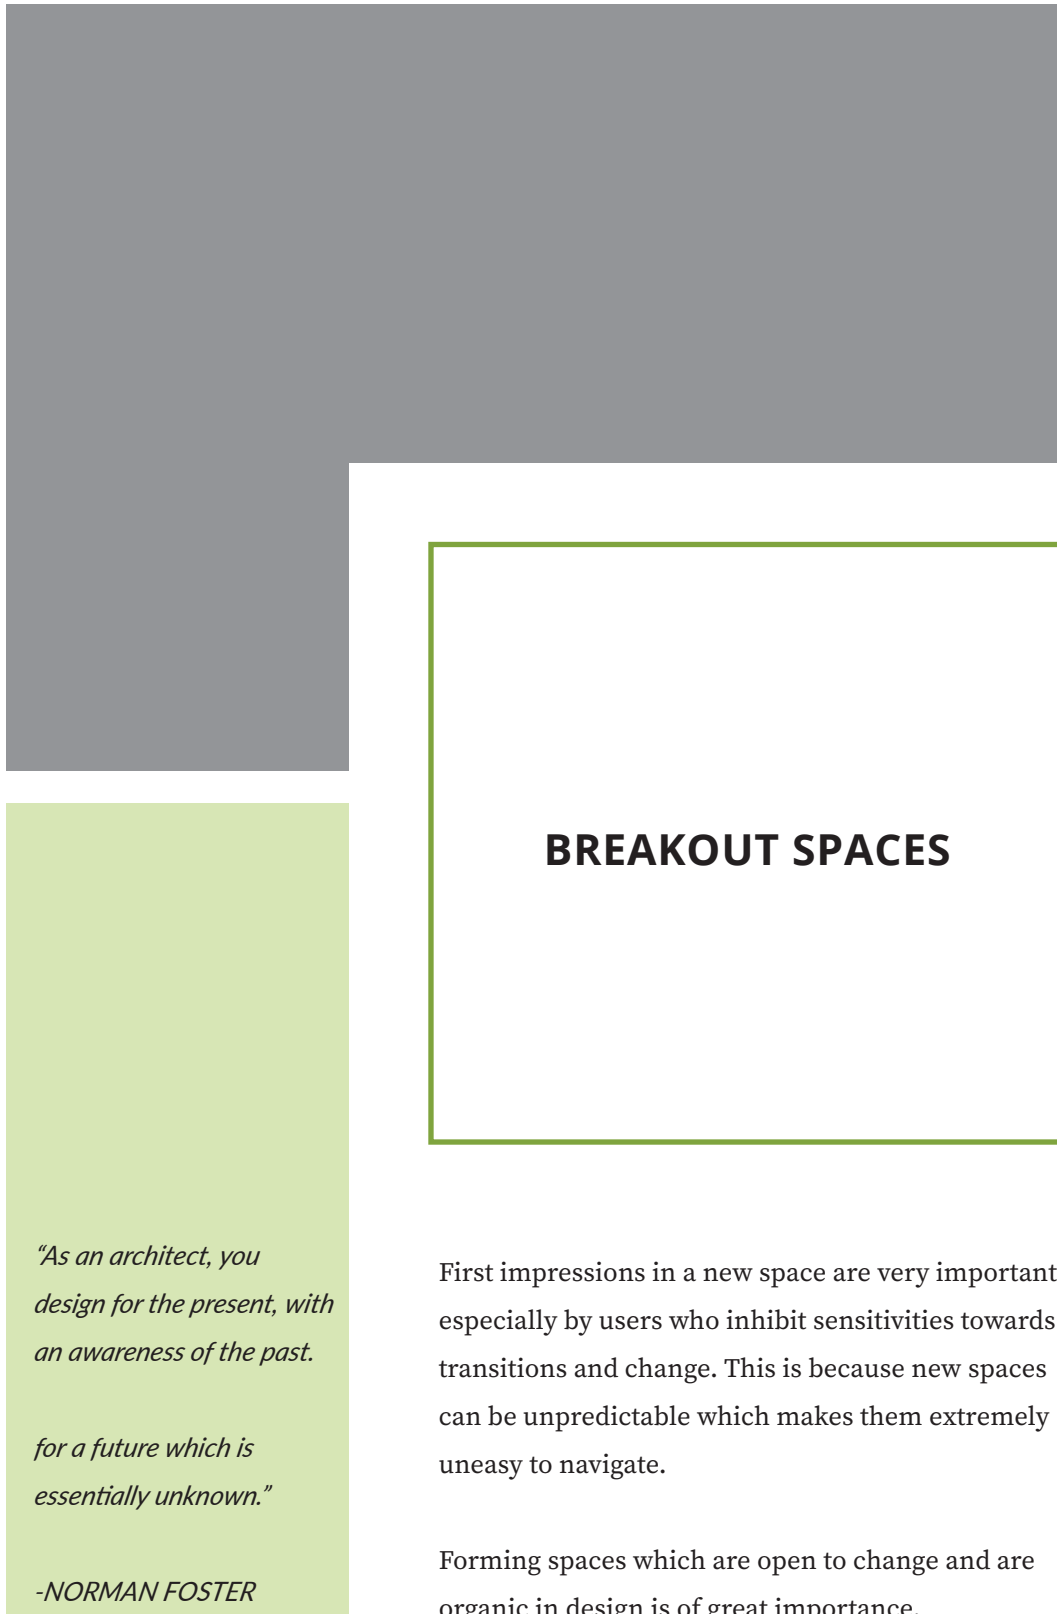 BREAKOUT SPACES
“As an architect, you
design for the present, with
an awareness of the past.
for a future which is
essentially unknown.”
-NORMAN FOSTER
First impressions in a new space are very important
especially by users who inhibit sensitivities towards
transitions and change. This is because new spaces
can be unpredictable which makes them extremely
uneasy to navigate.
Forming spaces which are open to change and are
organic in design is of great importance.